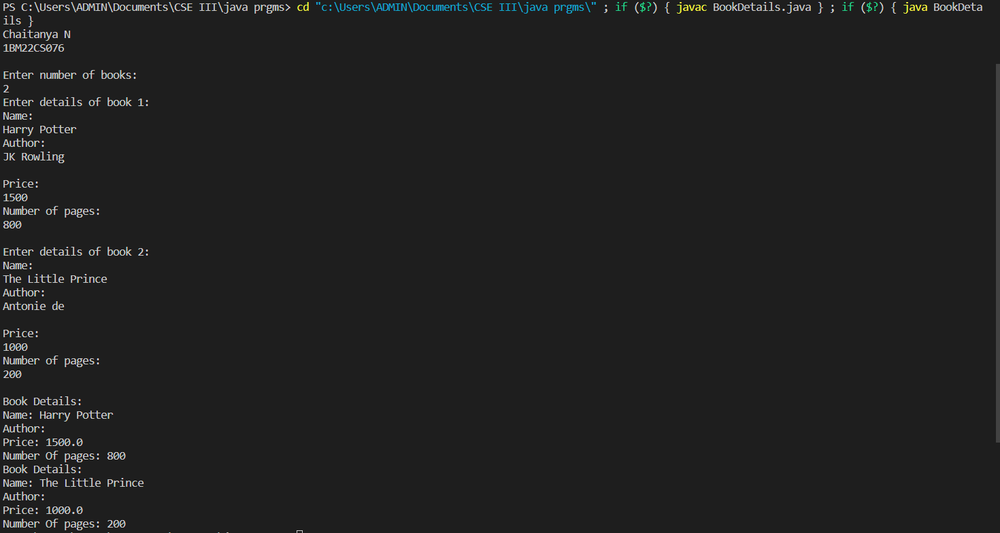 PS C:\Users\ADMIN\Documents\CSE III\java prgms> cd "c:\Users\ADMIN\Documents\CSE III\java prgms\" ; if ($?) { javac BookDetails.java } ; if ($?) { java BookDeta
ils }
Chaitanya N
1BM22CS076
Enter number of books:
2
Enter details of book 1:
Name:
Harry Potter
Author:
JK Rowling
Price:
1500
Number of pages:
800
Enter details of book 2:
Name:
The Little Prince
Author:
Antonie de
Price:
1000
Number of pages:
200
Book Details:
Name: Harry Potter
Author:
Price: 1500.0
Number Of pages: 800
Book Details:
Name: The Little Prince
Author:
Price: 1000.0
Number Of pages: 200